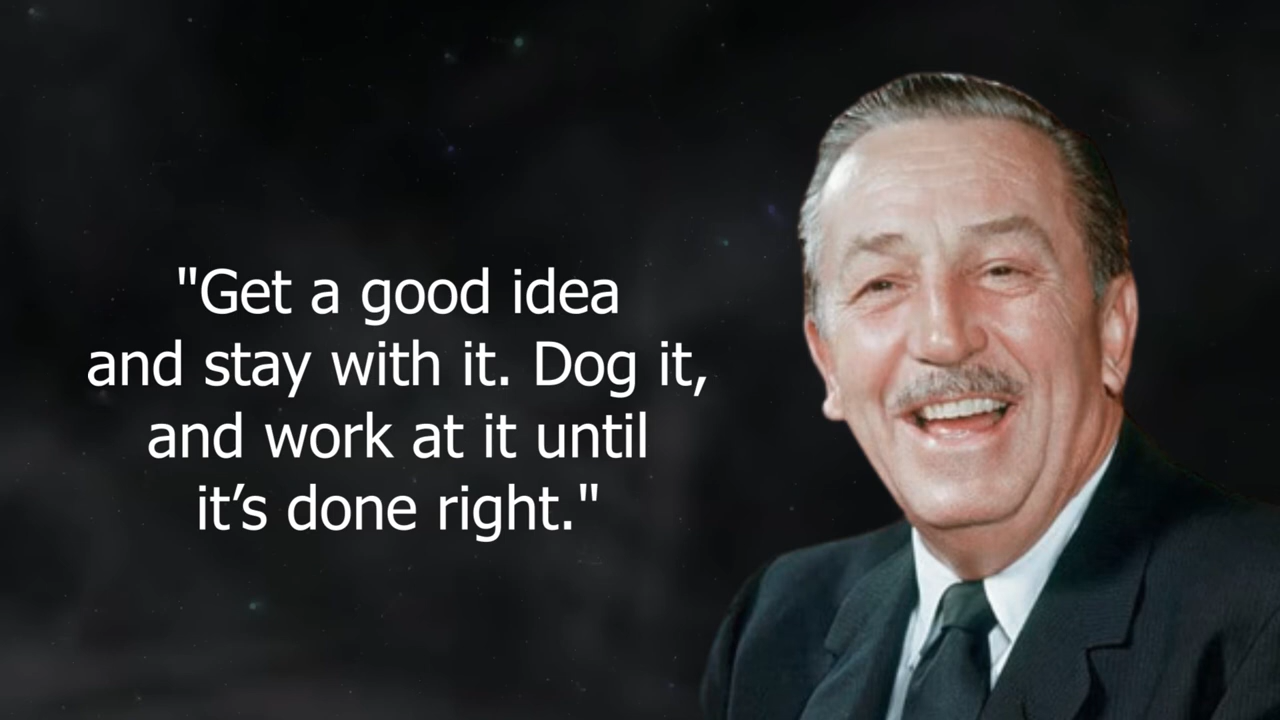 "Get a good idea
and stay with it. Dog it,
and work at it until
it’s done right."